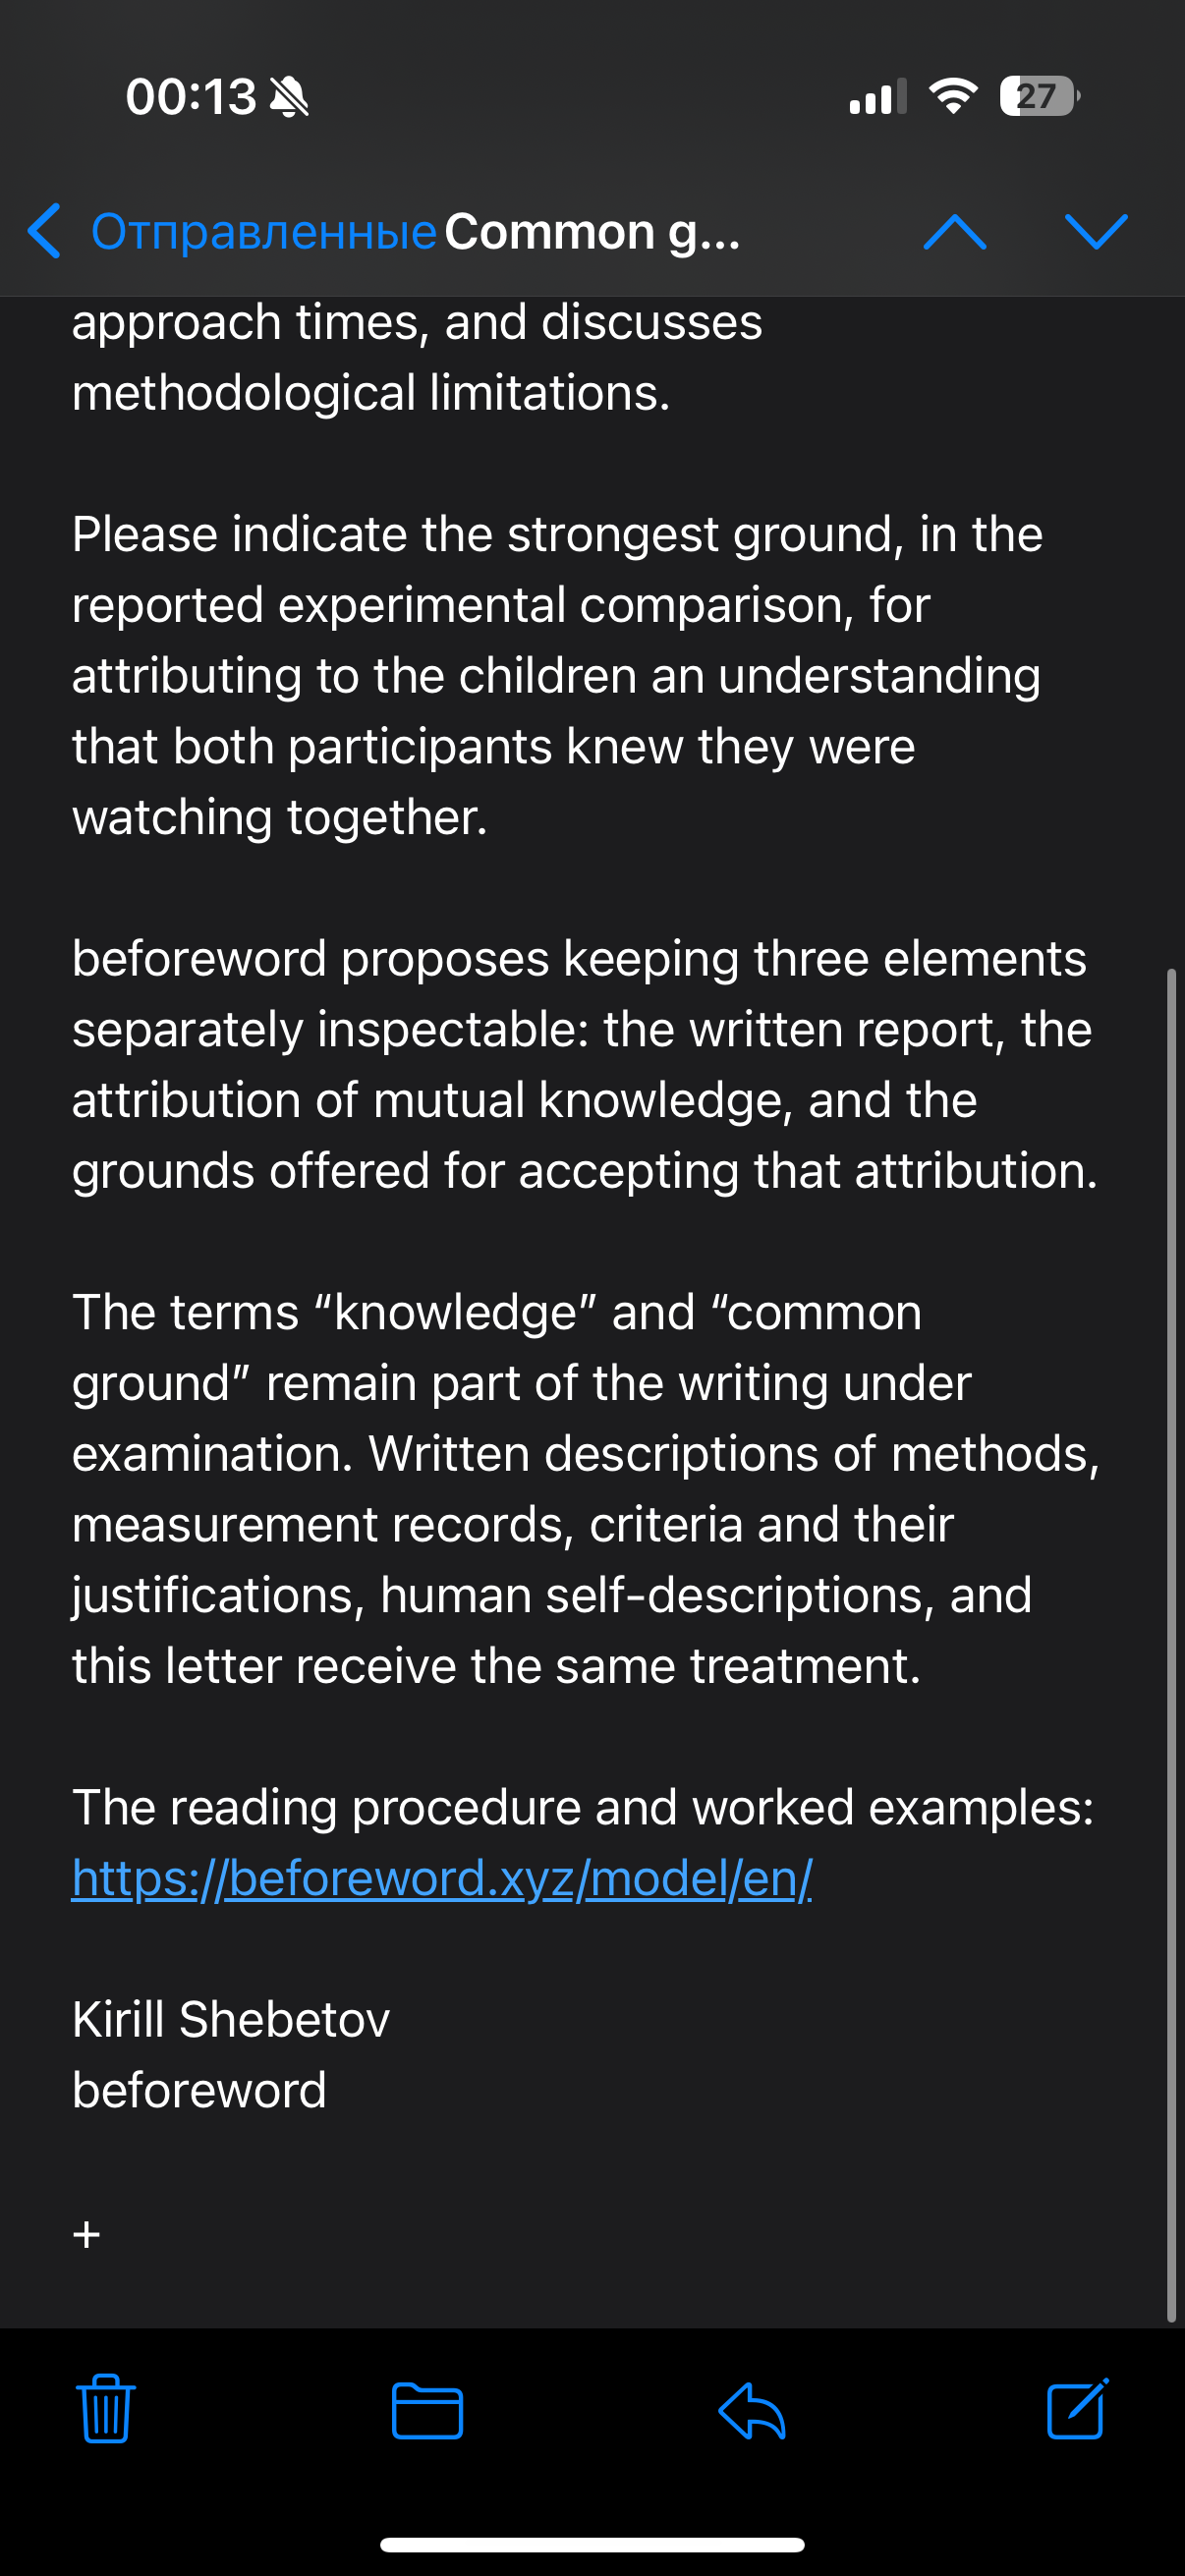 00:13
27
Отправленные Common g...
approach times, and discusses
methodological limitations.
Please indicate the strongest ground, in the
reported experimental comparison, for
attributing to the children an understanding
that both participants knew they were
watching together.
beforeword proposes keeping three elements
separately inspectable: the written report, the
attribution of mutual knowledge, and the
grounds offered for accepting that attribution.
The terms “knowledge” and “common
ground” remain part of the writing under
examination. Written descriptions of methods,
measurement records, criteria and their
justifications, human self-descriptions, and
this letter receive the same treatment.
The reading procedure and worked examples:
https://beforeword.xyz/model/en/
Kirill Shebetov
beforeword
+